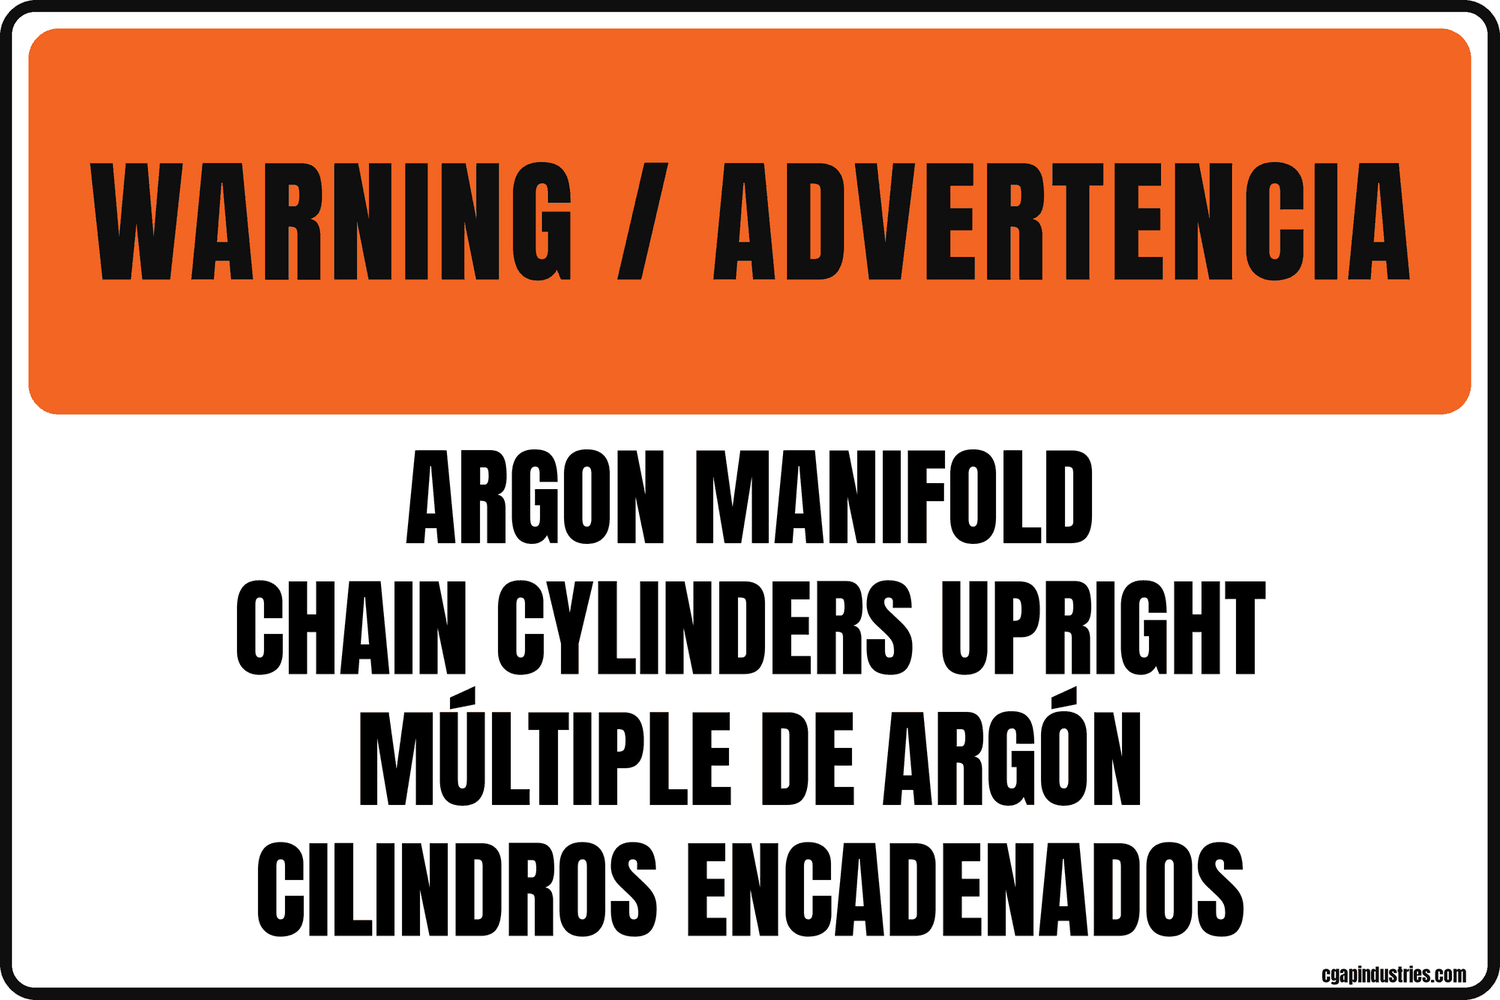 WARNING / ADVERTENCIA
ARGON MANIFOLD
CHAIN CYLINDERS UPRIGHT
MÚLTIPLE DE ARGÓN
CILINDROS ENCADENADOS
cgapindustries.com